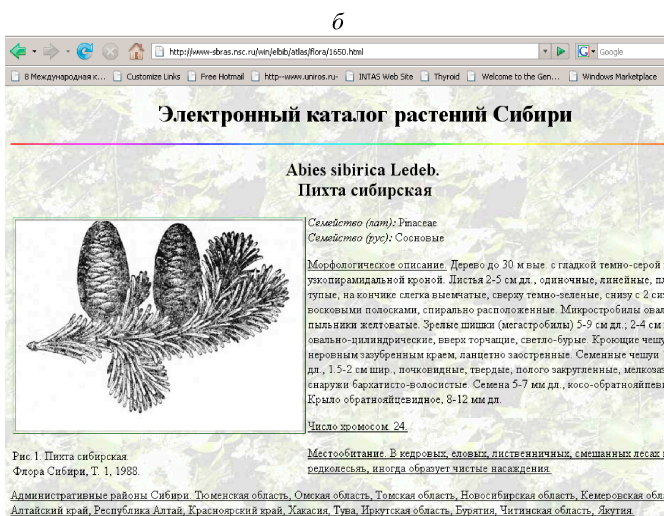 б
http://www-sbras.nsc.ru/win/elbib/atlas/flora/1650.html
Google
8 Международная к... Customize Links Free Hotmail http--www.uniros.ru- INTAS Web Site Thyroid Welcome to the Gen... Windows Marketplace
Электронный каталог растений Сибири
Abies sibirica Ledeb.
Пихта сибирская
Семейство (лат): Pinaceae
Семейство (рус): Сосновые
Морфологическое описание. Дерево до 30 м выс. с гладкой темно-серой
узкопирамидальной кроной. Листья 2-5 см дл., одиночные, линейные,
тупые, на кончике слегка выемчатые, сверху темно-зеленые, снизу с 2
восковыми полосками, спирально расположенные. Микростробилы
пыльники желтоватые. Зрелые шишки (мегастробилы) 5-9 см дл.; 2-4 см
овально-цилиндрические, вверх торчащие, светло-бурые. Кроющие
неровным зазубренным краем, ланцетно заостренные. Семенные чешуи
дл., 1.5-2 см шир., почковидные, твердые, полого закругленные,
снаружи бархатисто-волосистые. Семена 5-7 мм дл.,
Крыло обратнояйцевидное, 8-12 мм дл.
Число хромосом. 24.
Местообитание. В кедровых, еловых, лиственничных, смешанных лесах
редколесьях, иногда образует чистые насаждения.
Рис.1. Пихта сибирская.
Флора Сибири, Т. 1, 1988.
Административные районы Сибири. Тюменская область, Омская область, Томская область, Новосибирская область, Кемеровская
Алтайский край, Республика Алтай, Красноярский край, Хакасия, Тува, Иркутская область, Бурятия, Читинская область, Якутия.